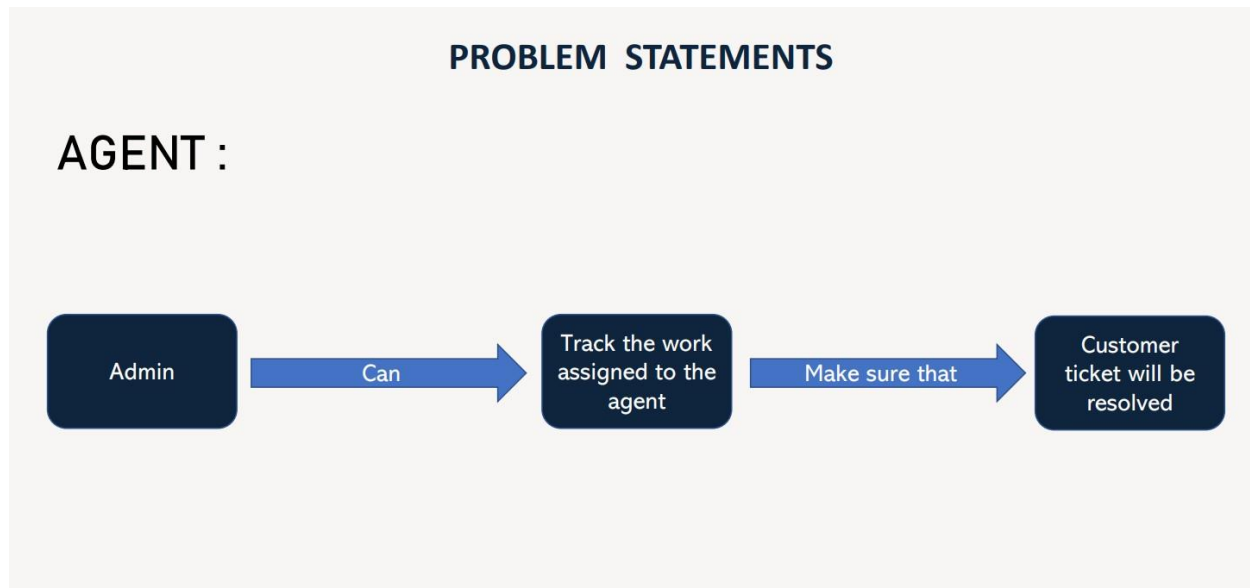 PROBLEM STATEMENTS
AGENT :
Admin
Can
Track the work
assigned to the
agent
Make sure that
Customer
ticket will be
resolved